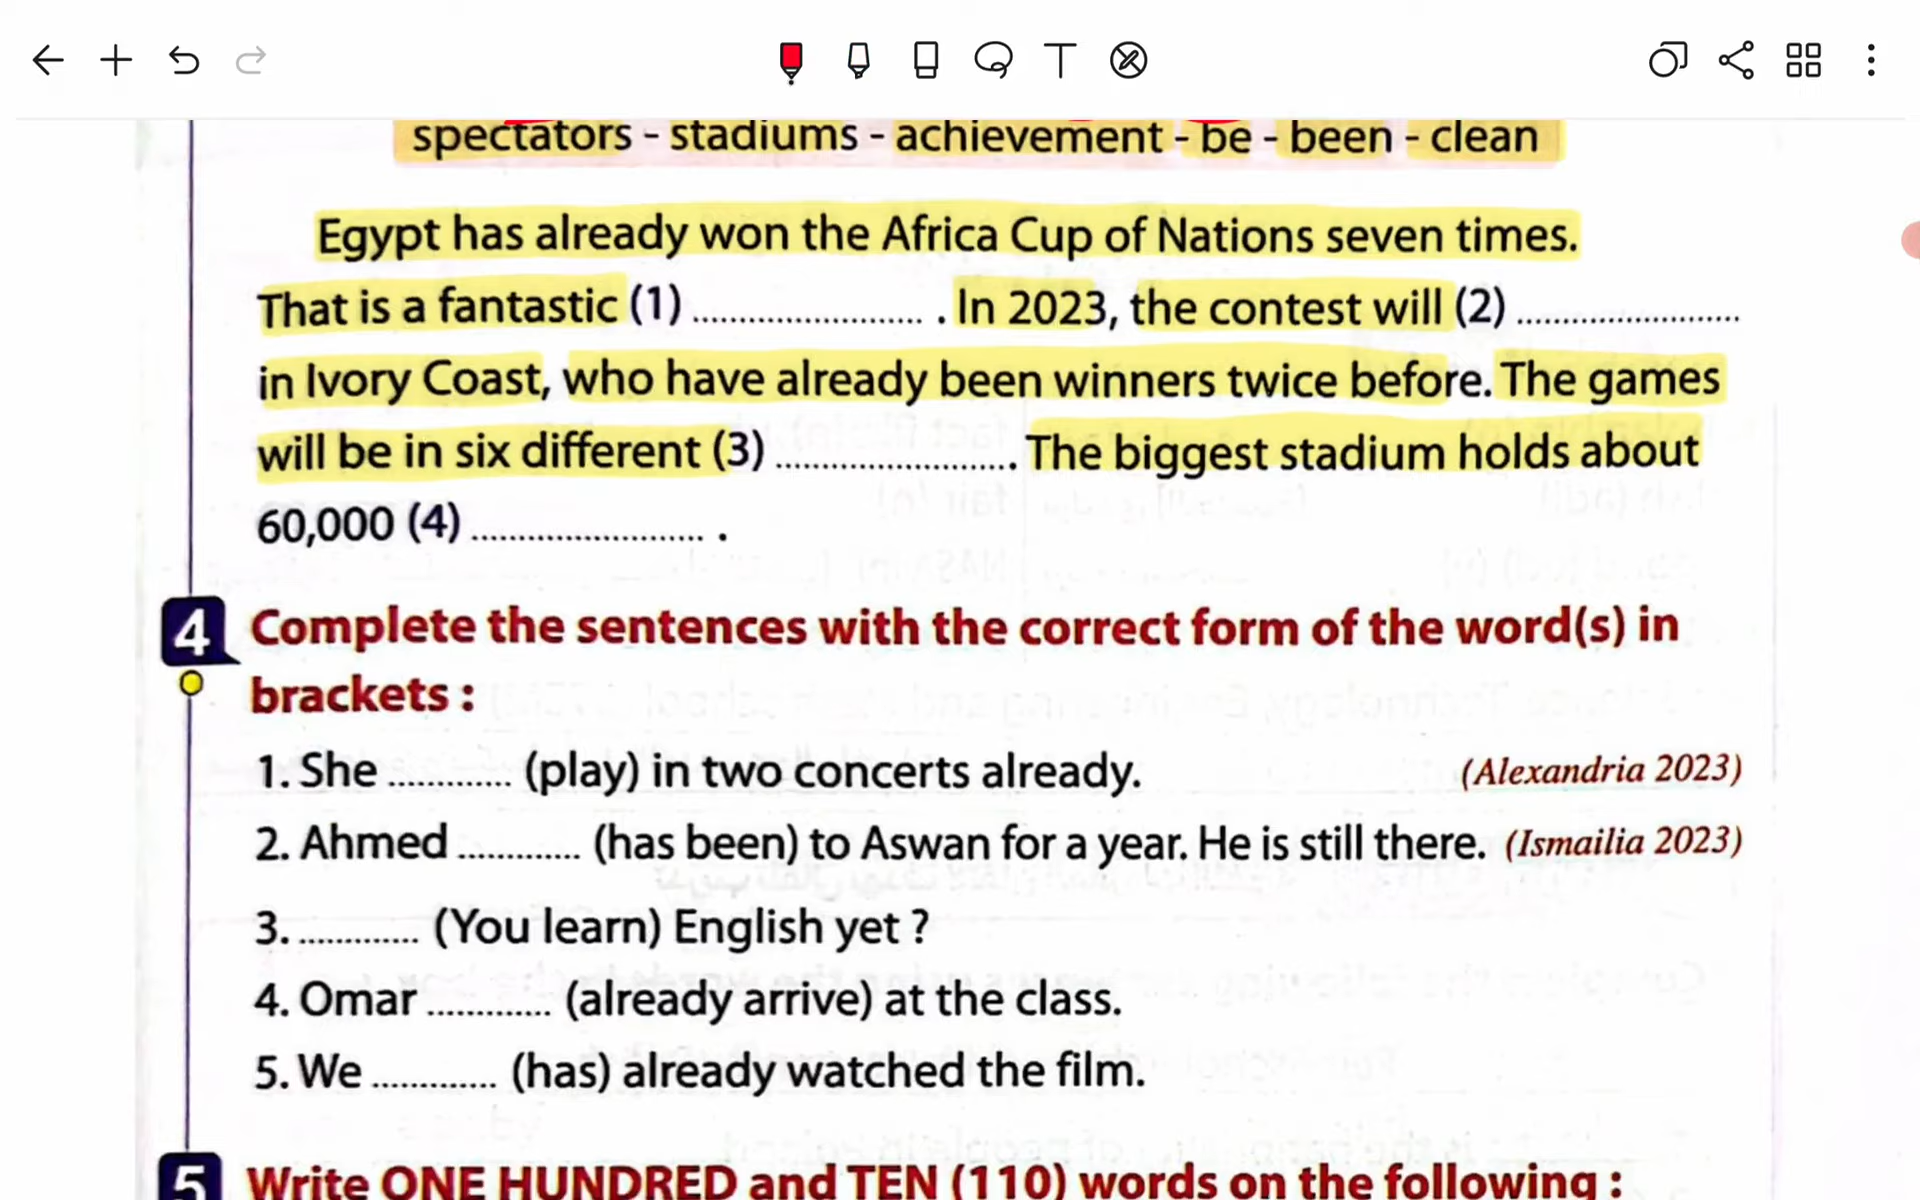 spectators - stadiums - achievement - be - been - clean
Egypt has already won the Africa Cup of Nations seven times.
That is a fantastic (1) ........................ . In 2023, the contest will (2) ........................
in Ivory Coast, who have already been winners twice before. The games
will be in six different (3) ........................ . The biggest stadium holds about
60,000 (4) ........................ .
4 Complete the sentences with the correct form of the word(s) in
brackets :
1. She ............. (play) in two concerts already. (Alexandria 2023)
2. Ahmed ............. (has been) to Aswan for a year. He is still there. (Ismailia 2023)
3. ............. (You learn) English yet ?
4. Omar ............. (already arrive) at the class.
5. We ............. (has) already watched the film.
5 Write ONE HUNDRED and TEN (110) words on the following :